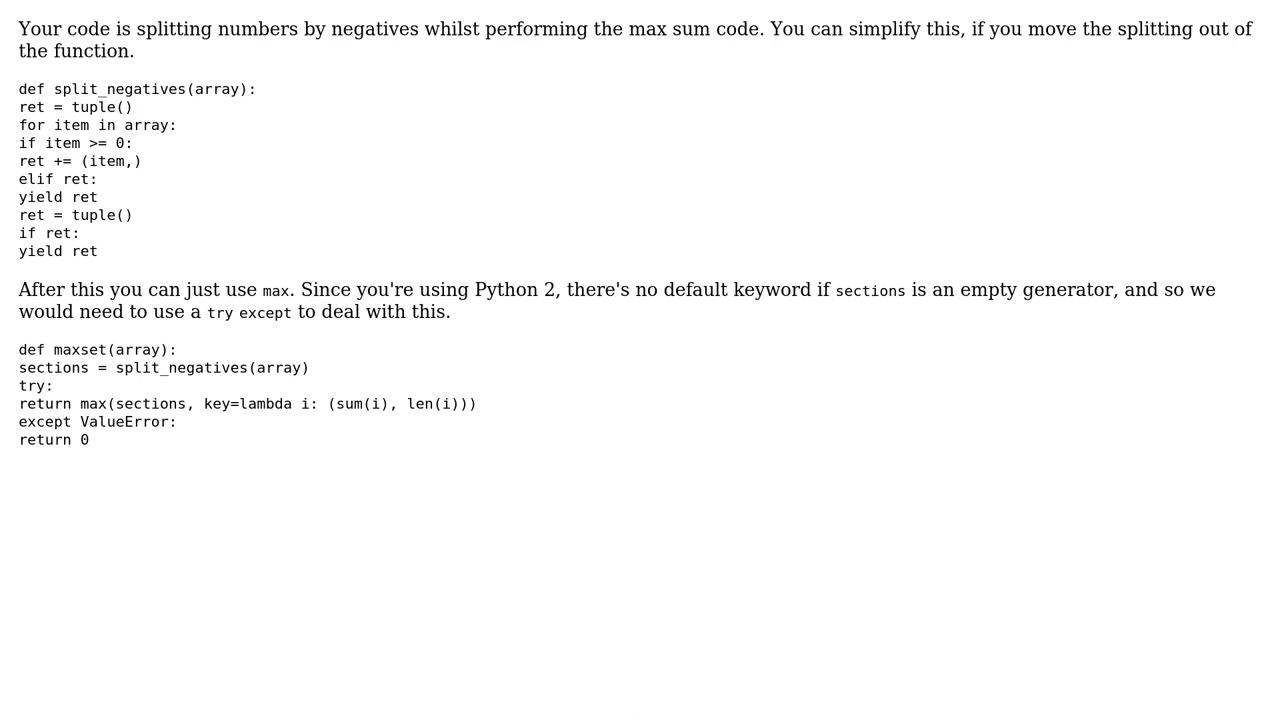 Your code is splitting numbers by negatives whilst performing the max sum code. You can simplify this, if you move the splitting out of
the function.
def split_negatives(array):
ret = tuple()
for item in array:
if item >= 0:
ret += (item,)
elif ret:
yield ret
ret = tuple()
if ret:
yield ret
After this you can just use max. Since you're using Python 2, there's no default keyword if sections is an empty generator, and so we
would need to use a try except to deal with this.
def maxset(array):
sections = split_negatives(array)
try:
return max(sections, key=lambda i: (sum(i), len(i)))
except ValueError:
return 0